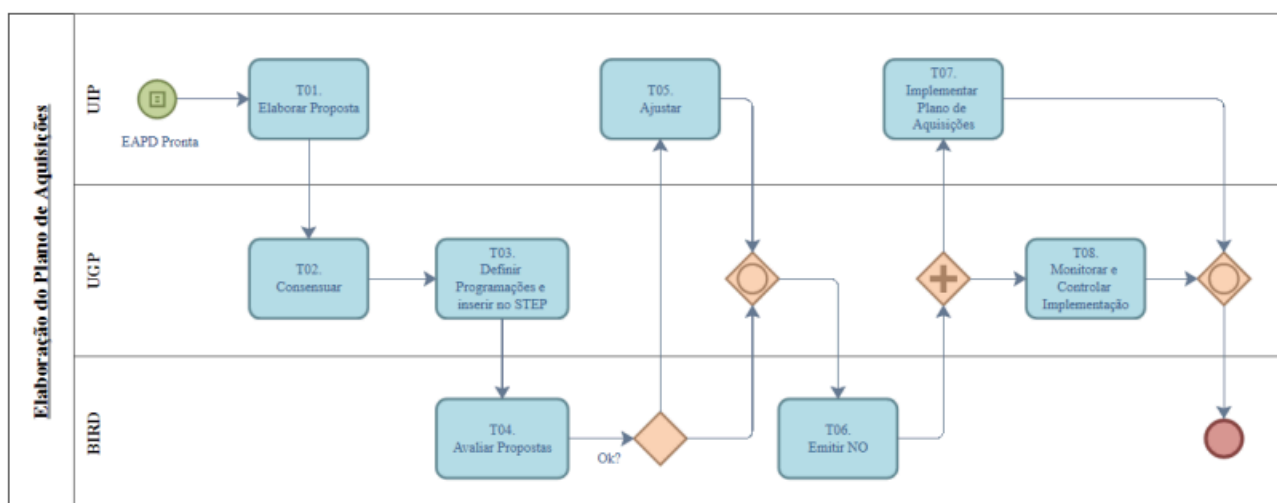 Elaboração do Plano de Aquisições
UIP
EAPD Pronta
T01.
Elaborar Proposta
T05.
Ajustar
T07.
Implementar
Plano de
Aquisições
UGP
T02.
Consensuar
T03.
Definir
Programações e
inserir no STEP
T08.
Monitorar e
Controlar
Implementação
BIRD
T04.
Avaliar Propostas
Ok?
T06.
Emitir NO